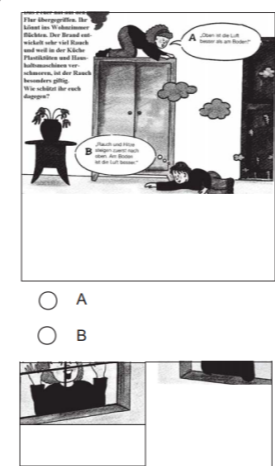 Flur übergegriffen. Ihr
könnt ins Wohnzimmer
flüchten. Der Brand ent-
wickelt sehr viel Rauch
und weil in der Küche
Plastiktüten und Haus-
haltsmaschinen ver-
schmoren, ist der Rauch
besonders giftig.
Wie schützt ihr euch
dagegen?
A
„Oben ist die Luft
besser als am Boden!"
B
„Rauch und Hitze
steigen zuerst nach
oben. Am Boden
ist die Luft besser."
A
B